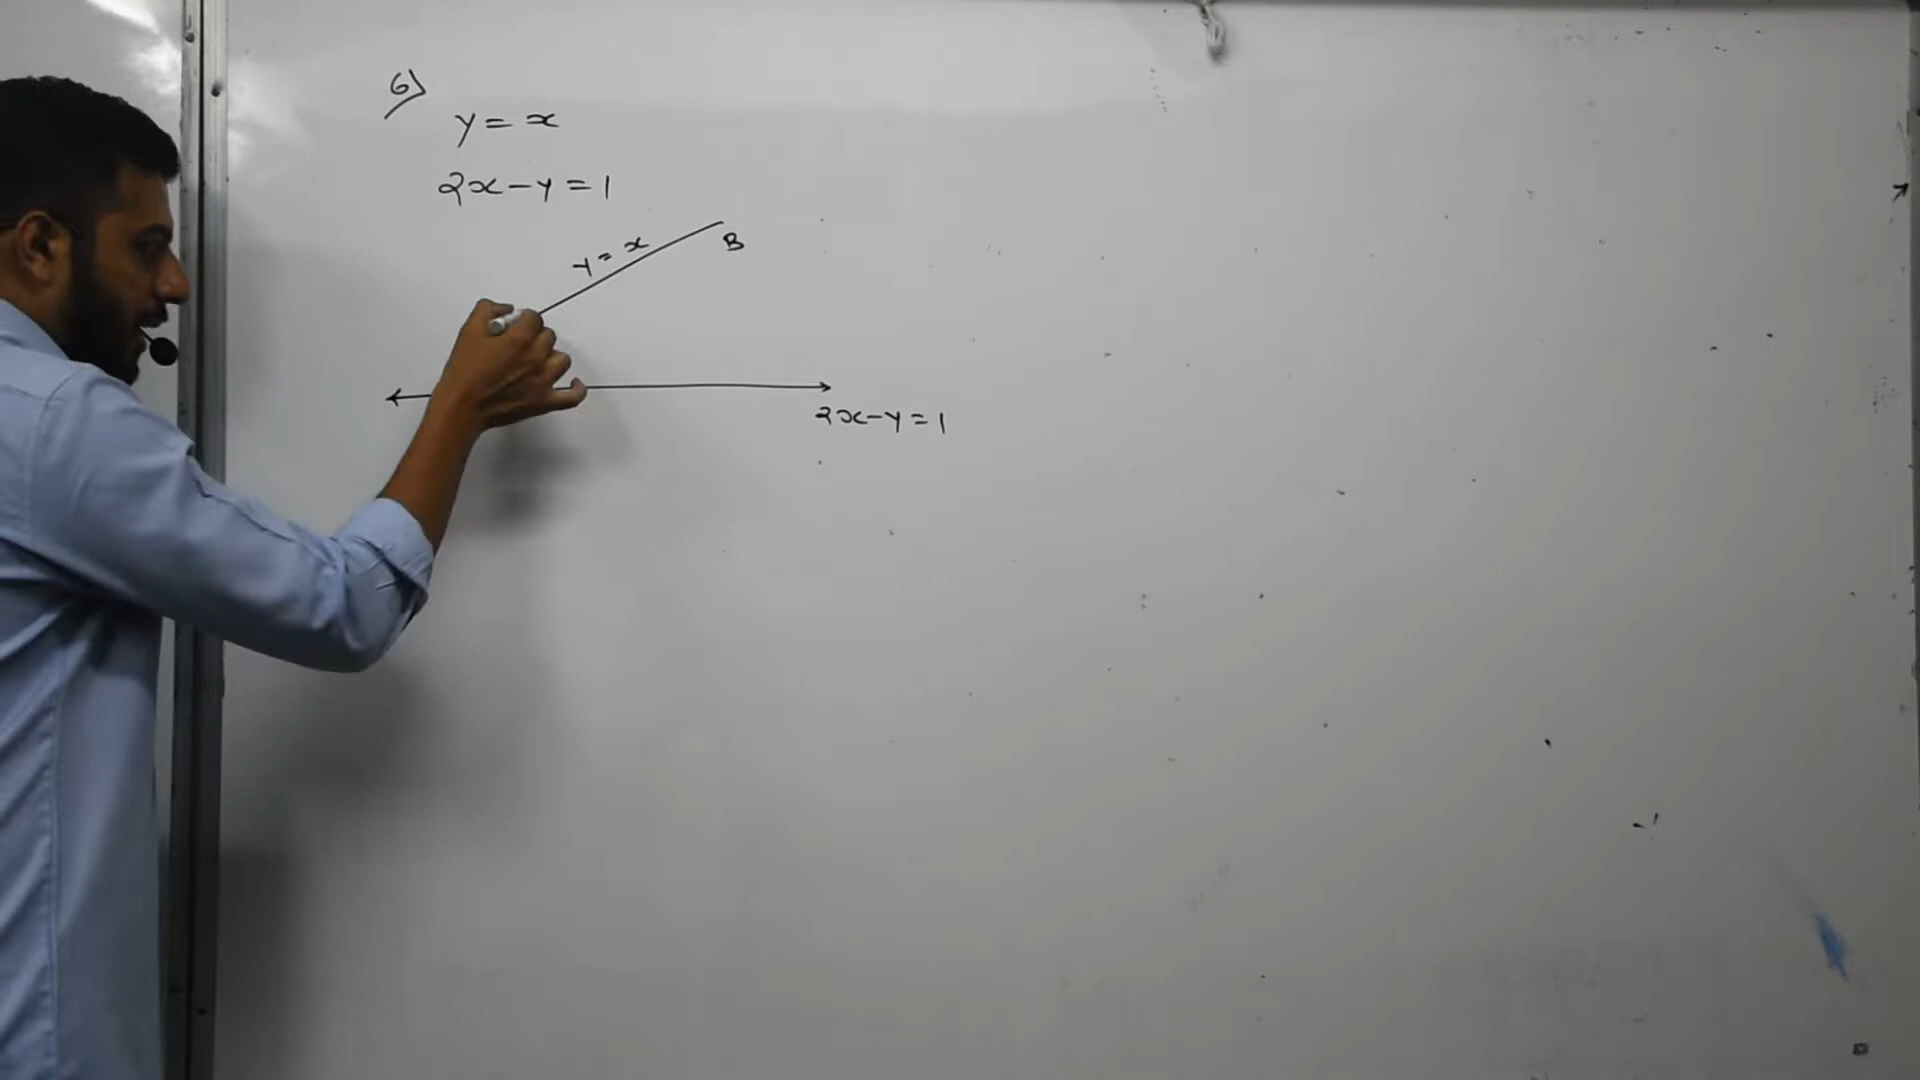 6)
y = x
2x - y = 1
y = x
B
2x - y = 1